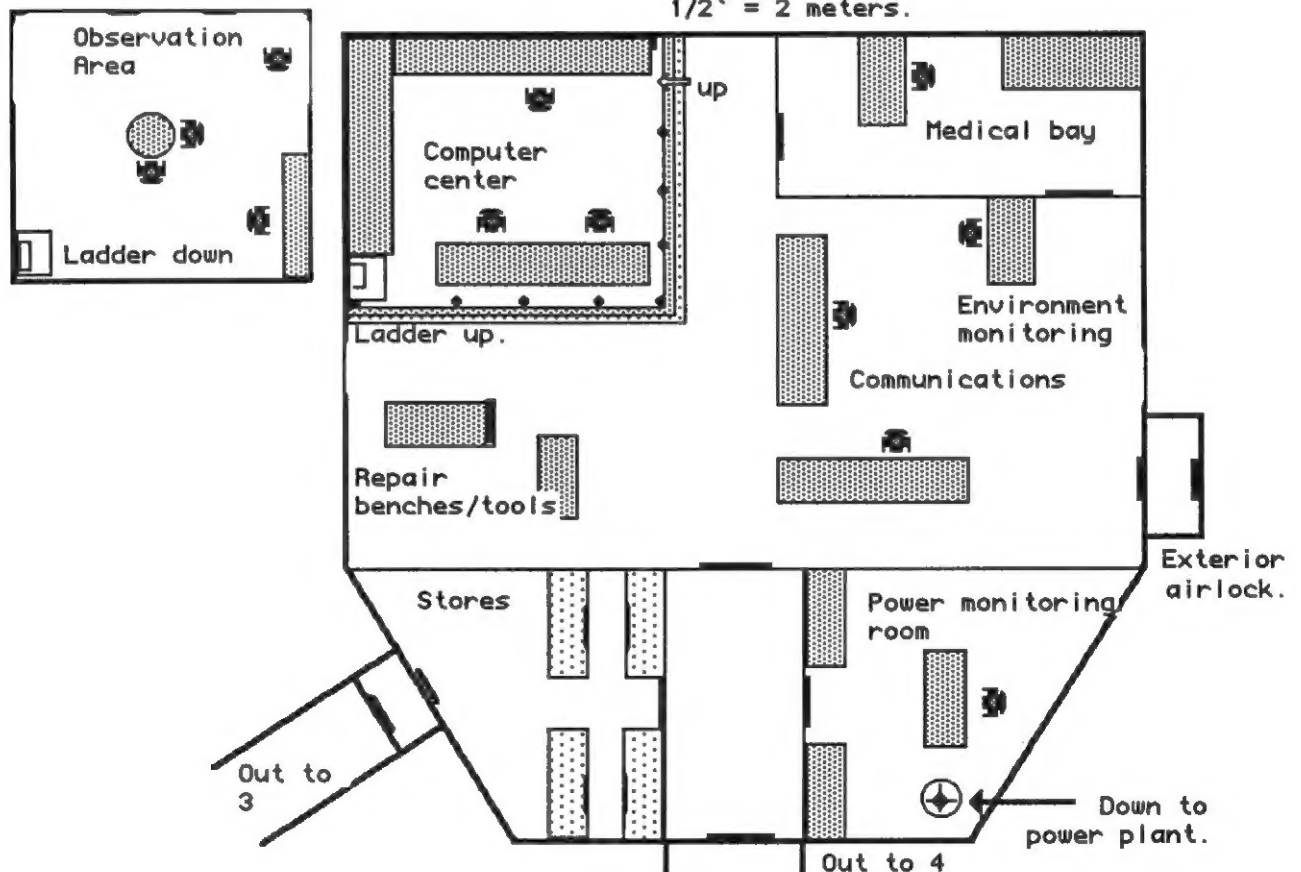 1/2` = 2 meters.
Observation
Area
Ladder down
up
Computer
center
Ladder up.
Medical bay
Environment
monitoring
Communications
Repair
benches/tools
Exterior
airlock.
Stores
Power monitoring
room
Out to
3
Down to
power plant.
Out to 4